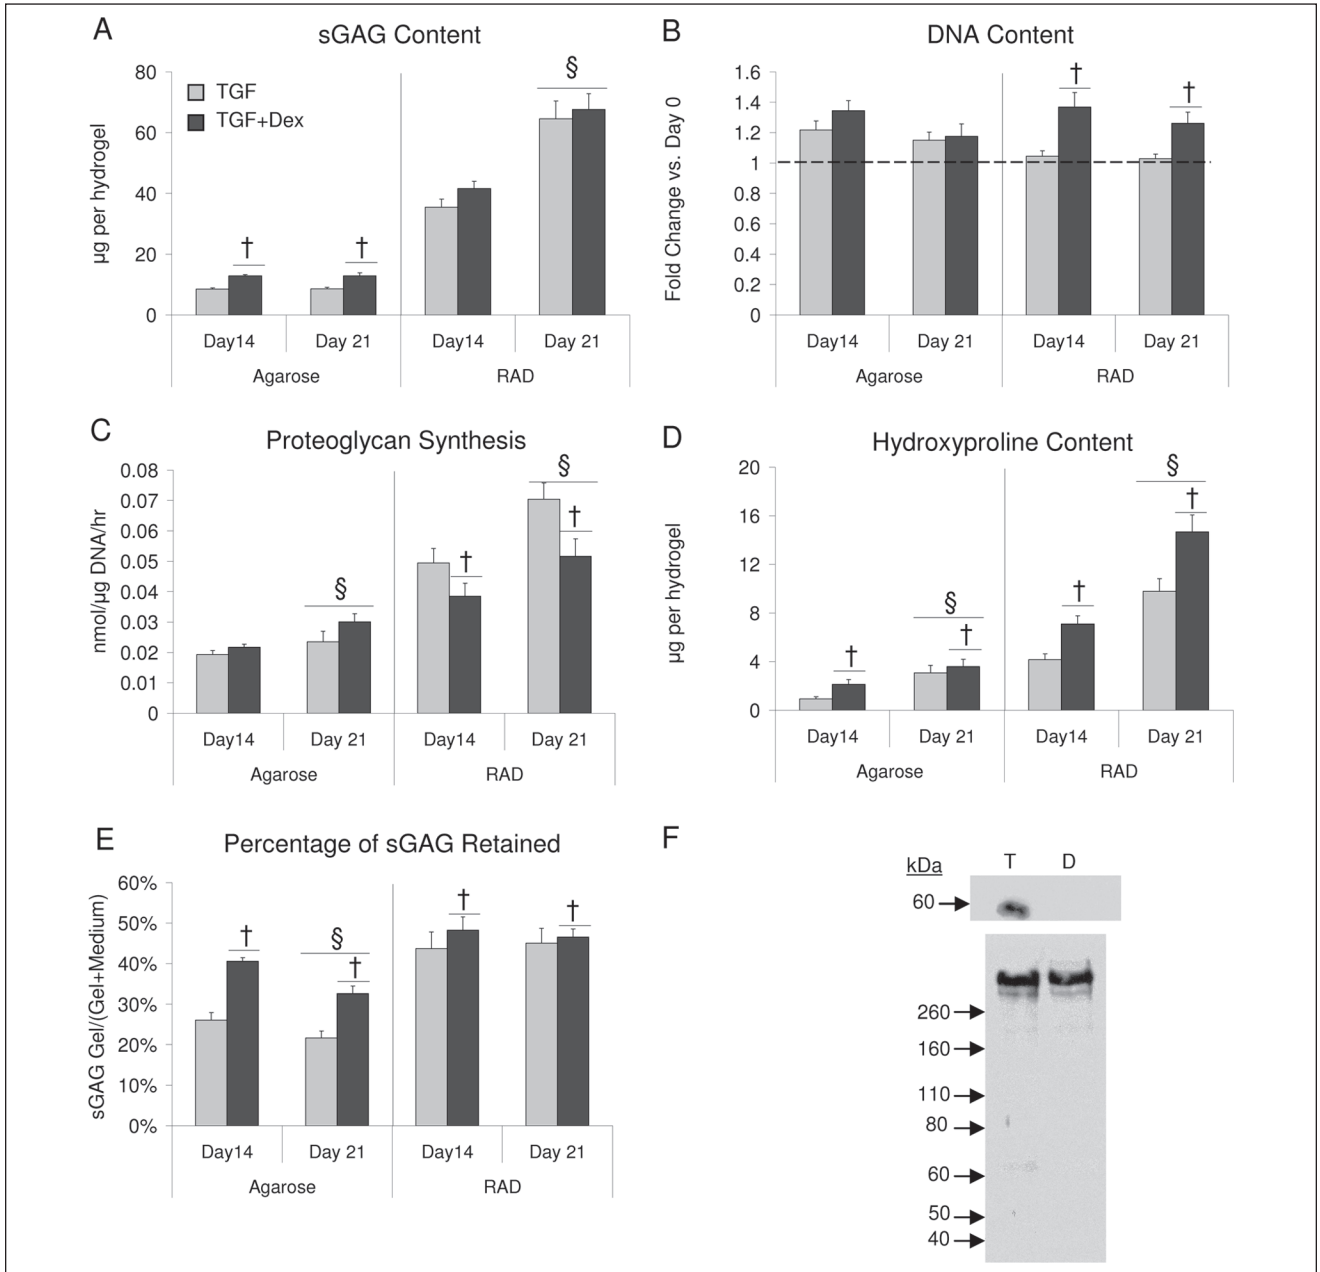 A
sGAG Content
µg per hydrogel
80
60
40
20
0
TGF
TGF+Dex
†
†
§
Day14
Day 21
Day14
Day 21
Agarose
RAD
B
DNA Content
Fold Change vs. Day 0
1.6
1.4
1.2
1
0.8
0.6
0.4
0.2
0
†
†
Day14
Day 21
Day14
Day 21
Agarose
RAD
C
Proteoglycan Synthesis
nmol/µg DNA/hr
0.08
0.07
0.06
0.05
0.04
0.03
0.02
0.01
0
§
†
§
†
Day14
Day 21
Day14
Day 21
Agarose
RAD
D
Hydroxyproline Content
µg per hydrogel
20
16
12
8
4
0
†
§
†
†
§
†
Day14
Day 21
Day14
Day 21
Agarose
RAD
E
Percentage of sGAG Retained
sGAG Gel/(Gel+Medium)
60%
50%
40%
30%
20%
10%
0%
†
§
†
†
†
Day14
Day 21
Day14
Day 21
Agarose
RAD
F
kDa
T D
60
260
160
110
80
60
50
40